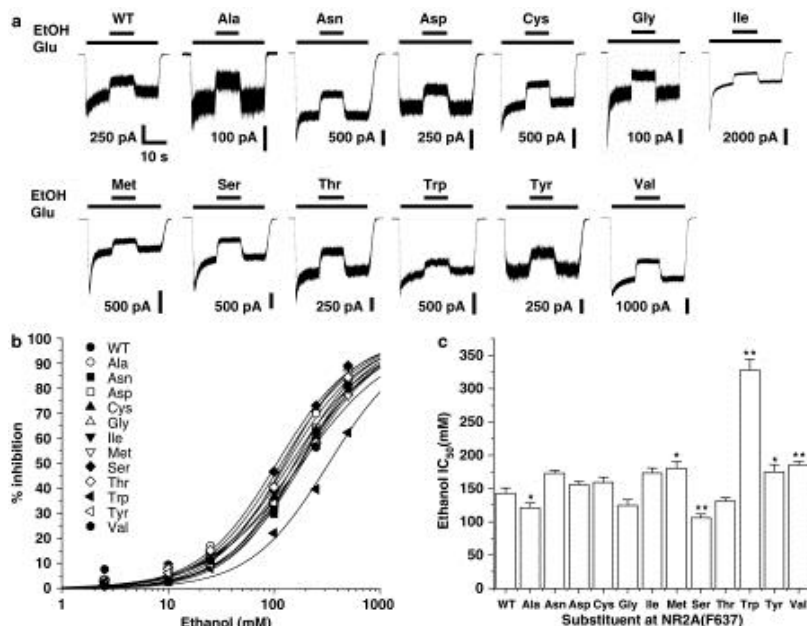 a
WT Ala Asn Asp Cys Gly Ile
EtOH
Glu
250 pA 100 pA 500 pA 250 pA 500 pA 100 pA 2000 pA
10 s
Met Ser Thr Trp Tyr Val
EtOH
Glu
500 pA 500 pA 250 pA 500 pA 250 pA 1000 pA
b
100
90
80
70
60
50
40
30
20
10
0
% inhibition
WT
Ala
Asn
Asp
Cys
Gly
Ile
Met
Ser
Thr
Trp
Tyr
Val
1 10 100 1000
Ethanol (mM)
c
350
300
250
200
150
100
50
0
Ethanol IC50(mM)
* * ** ** * **
WT Ala Asn Asp Cys Gly Ile Met Ser Thr Trp Tyr Val
Substituent at NR2A(F637)